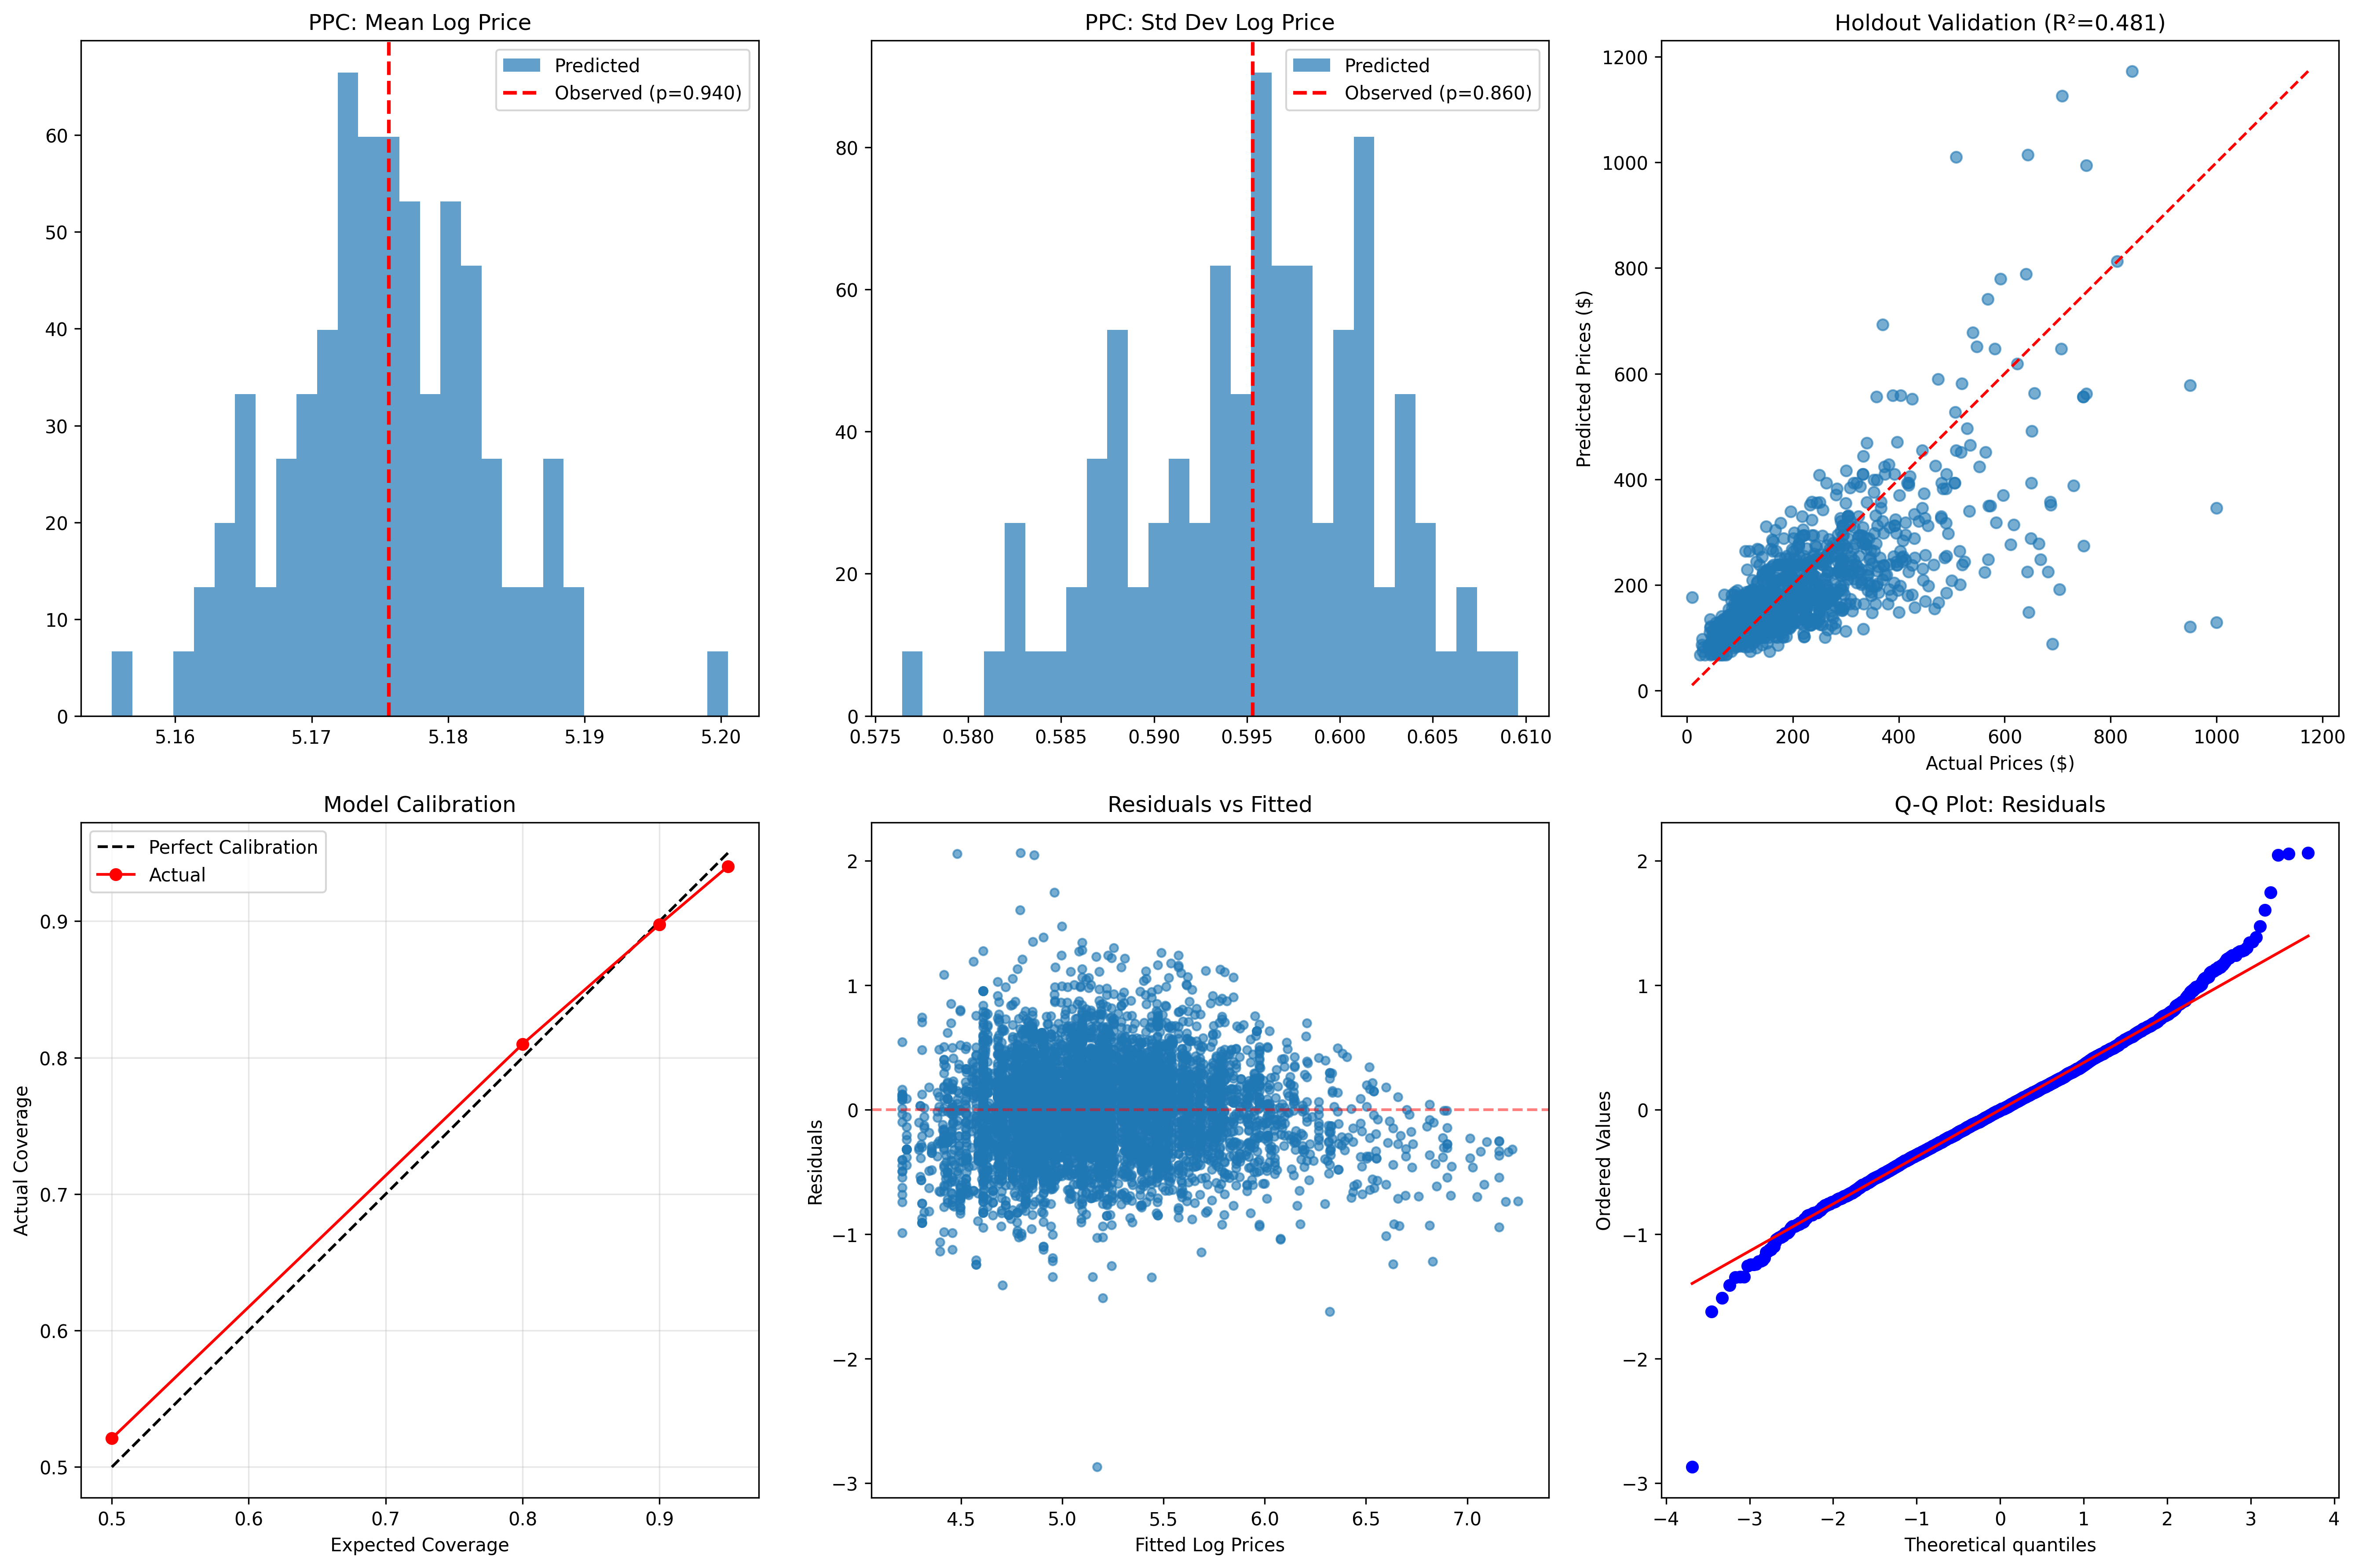 PPC: Mean Log Price
Predicted
Observed (p=0.940)
60
50
40
30
20
10
0
5.16 5.17 5.18 5.19 5.20
PPC: Std Dev Log Price
Predicted
Observed (p=0.860)
80
60
40
20
0
0.575 0.580 0.585 0.590 0.595 0.600 0.605 0.610
Holdout Validation (R²=0.481)
Predicted Prices ($)
1200
1000
800
600
400
200
0
0 200 400 600 800 1000 1200
Actual Prices ($)
Model Calibration
Perfect Calibration
Actual
Actual Coverage
0.9
0.8
0.7
0.6
0.5
0.5 0.6 0.7 0.8 0.9
Expected Coverage
Residuals vs Fitted
Residuals
2
1
0
−1
−2
−3
4.5 5.0 5.5 6.0 6.5 7.0
Fitted Log Prices
Q-Q Plot: Residuals
Ordered Values
2
1
0
−1
−2
−3
−4 −3 −2 −1 0 1 2 3 4
Theoretical quantiles